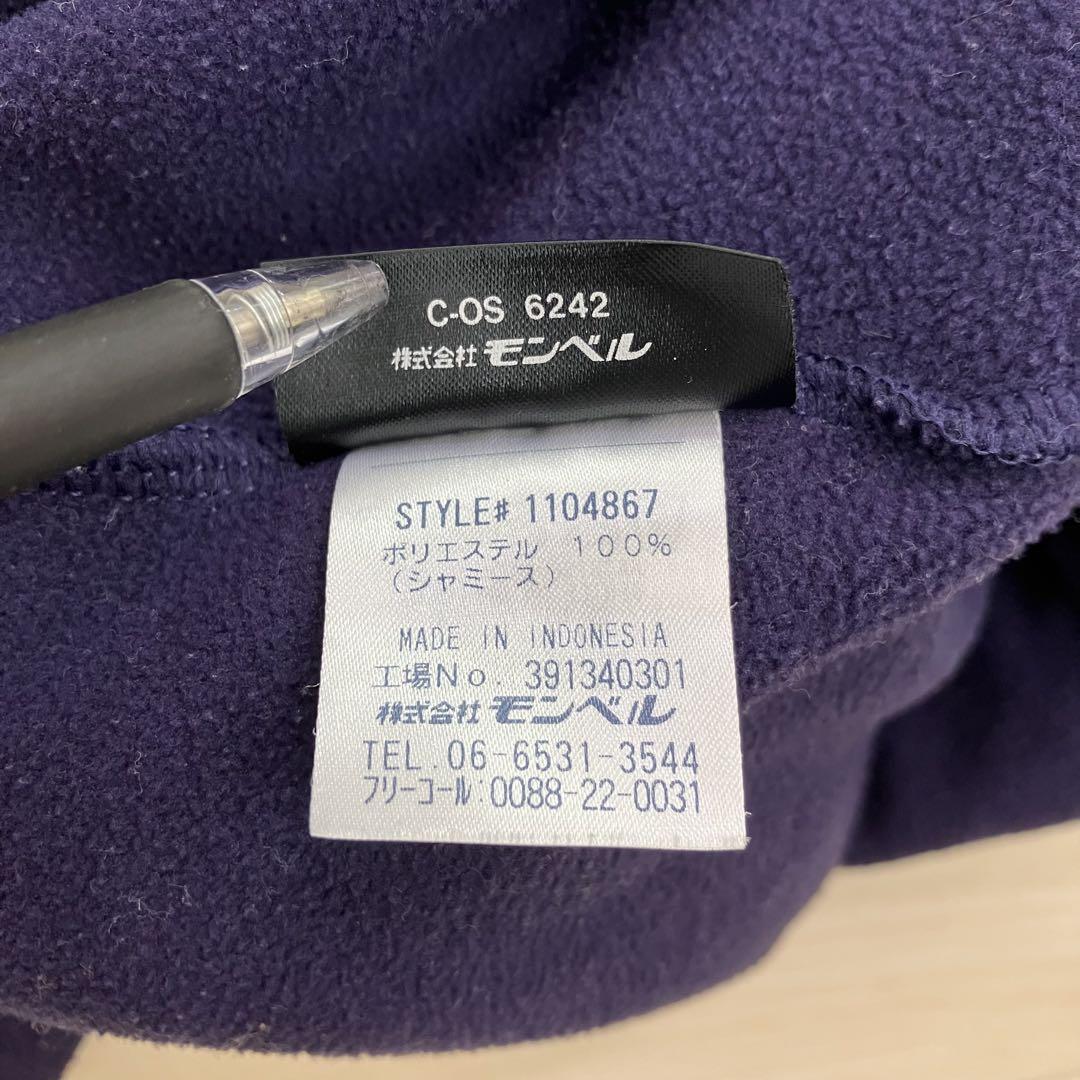 C-OS 6242
株式会社 モンベル
STYLE# 1104867
ポリエステル 100%
(シャミース)
MADE IN INDONESIA
工場No. 391340301
株式会社 モンベル
TEL.06-6531-3544
フリーコール:0088-22-0031